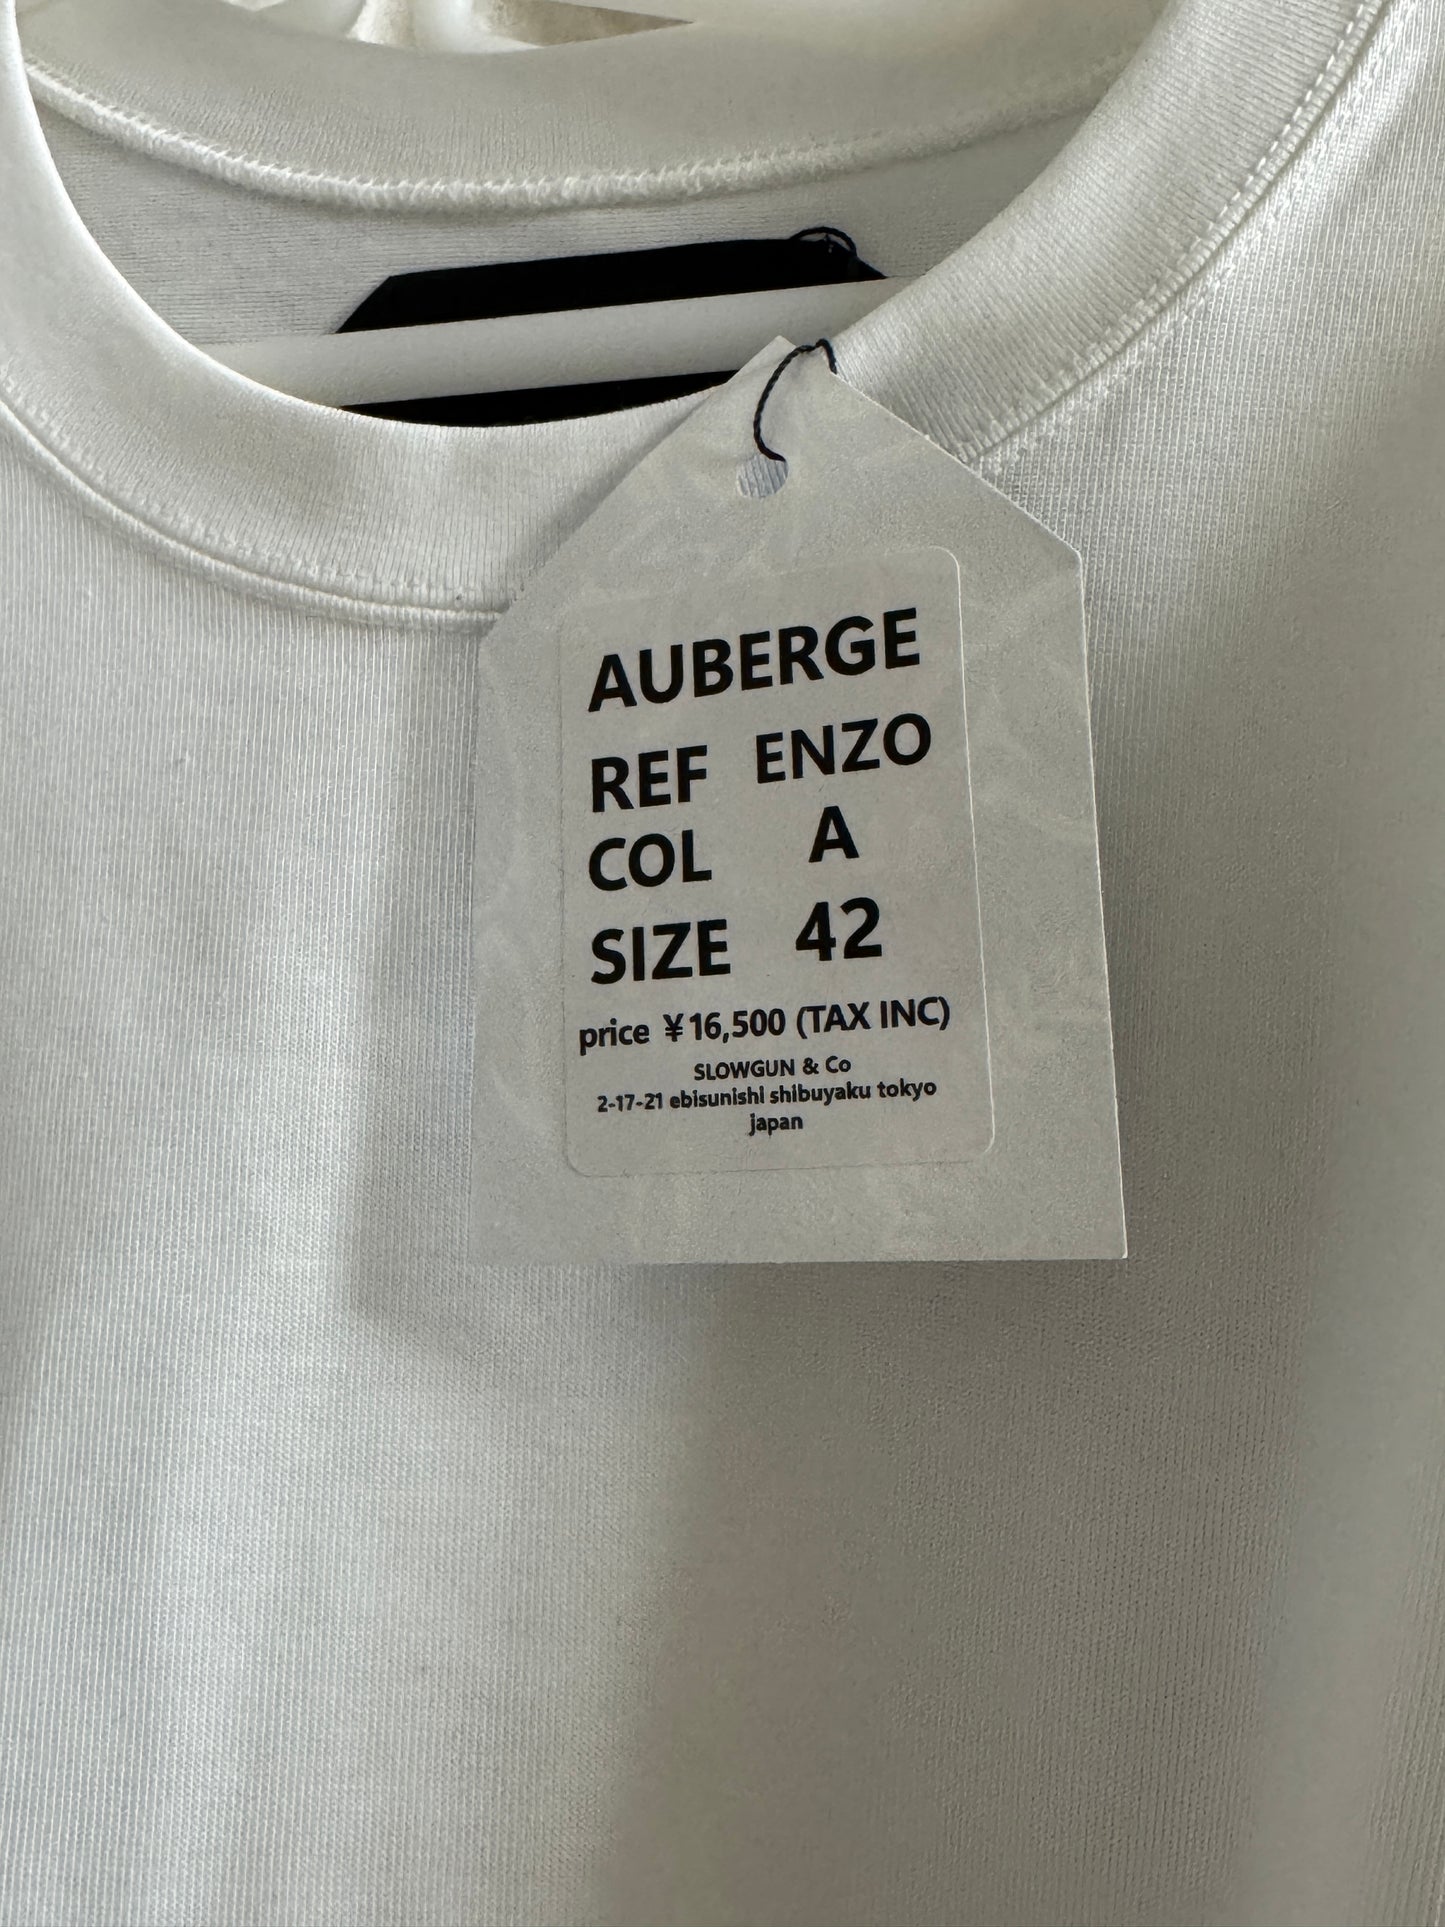 AUBERGE
REF ENZO
COL A
SIZE 42
price ¥16,500 (TAX INC)
SLOWGUN & Co
2-17-21 ebisunishi shibuyaku tokyo
japan